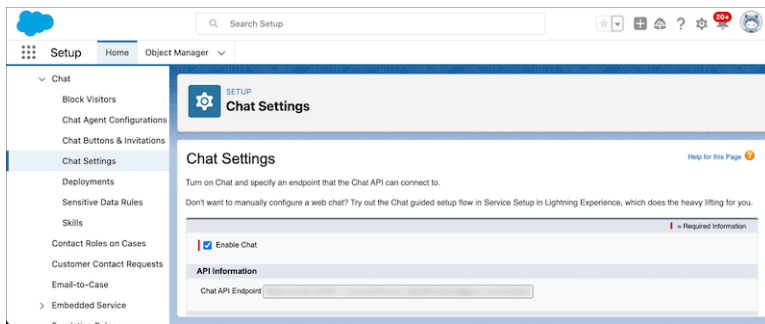 Search Setup
20+
Setup
Home
Object Manager
Chat
Block Visitors
Chat Agent Configurations
Chat Buttons & Invitations
Chat Settings
Deployments
Sensitive Data Rules
Skills
Contact Roles on Cases
Customer Contact Requests
Email-to-Case
Embedded Service
SETUP
Chat Settings
Chat Settings
Help for this Page
Turn on Chat and specify an endpoint that the Chat API can connect to.
Don't want to manually configure a web chat? Try out the Chat guided setup flow in Service Setup in Lightning Experience, which does the heavy lifting for you.
= Required Information
Enable Chat
API Information
Chat API Endpoint